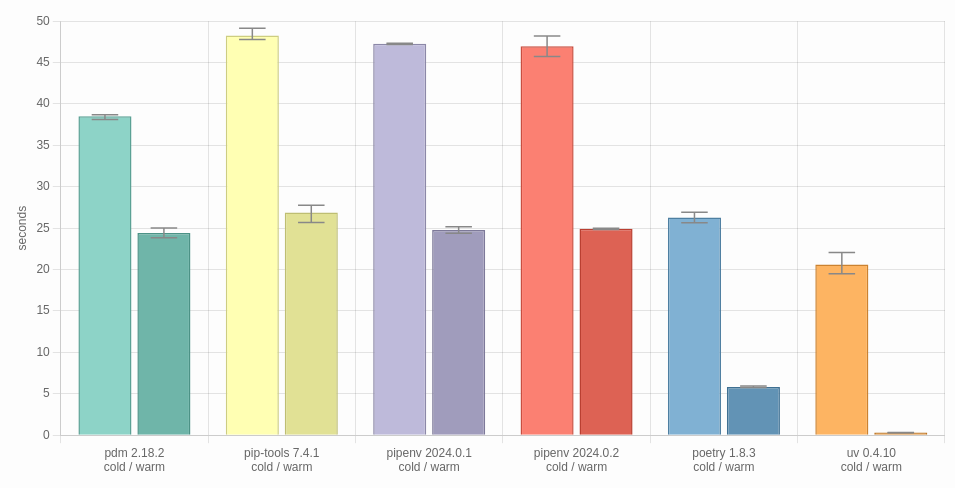 50
45
40
35
30
25
20
15
10
5
0
seconds
pdm 2.18.2
cold / warm
pip-tools 7.4.1
cold / warm
pipenv 2024.0.1
cold / warm
pipenv 2024.0.2
cold / warm
poetry 1.8.3
cold / warm
uv 0.4.10
cold / warm